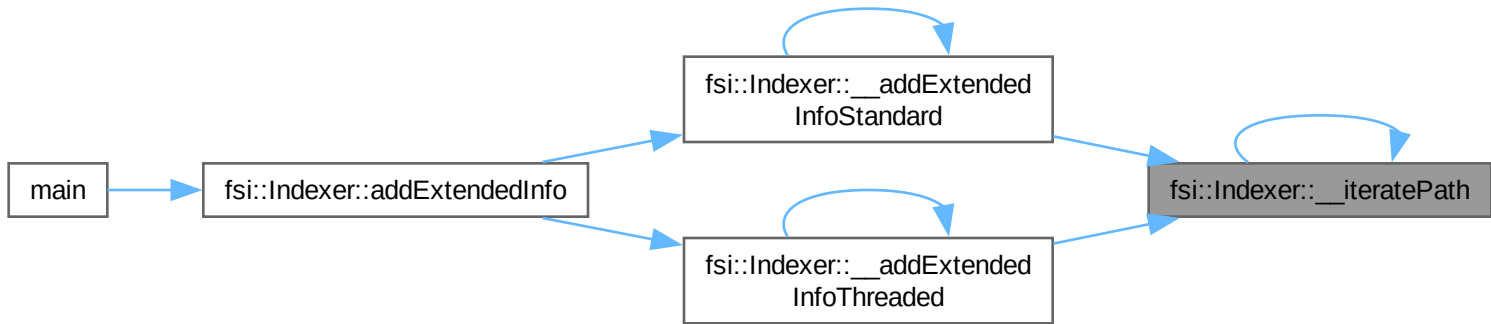 main
fsi::Indexer::addExtendedInfo
fsi::Indexer::__addExtended
InfoStandard
fsi::Indexer::__addExtended
InfoThreaded
fsi::Indexer::__iteratePath